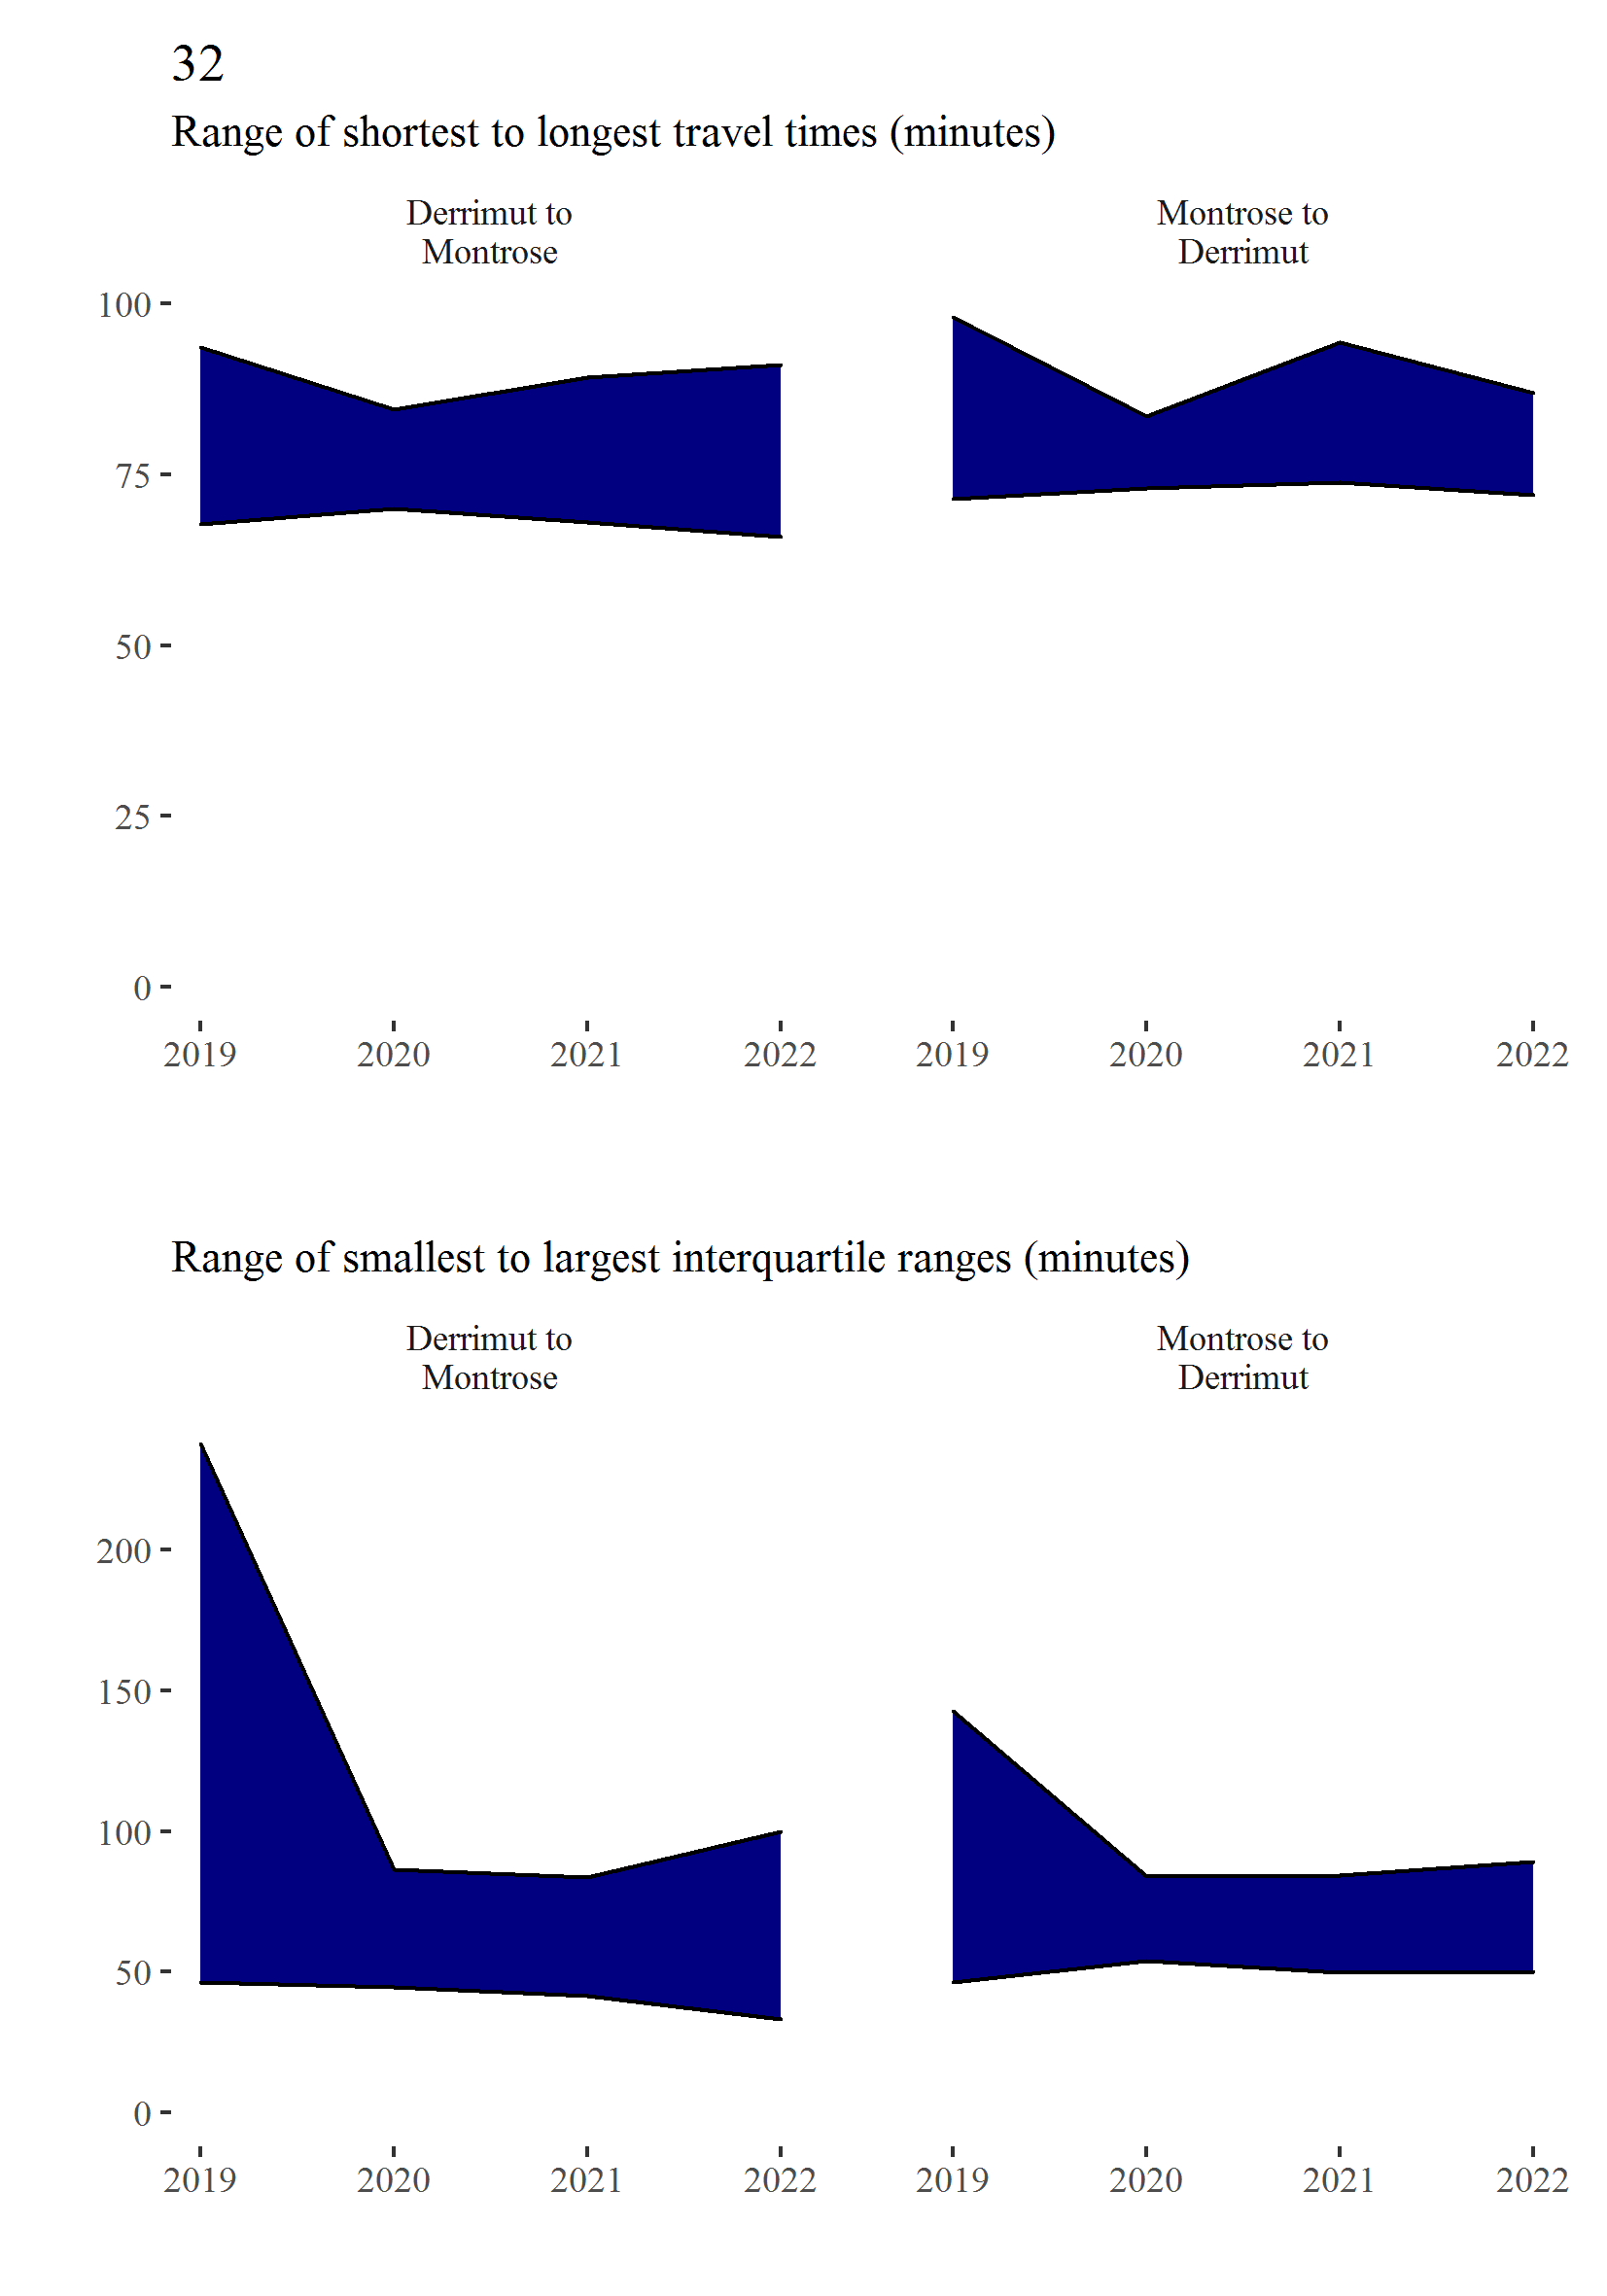 32
Range of shortest to longest travel times (minutes)
Derrimut to
Montrose
Montrose to
Derrimut
100
75
50
25
0
2019 2020 2021 2022 2019 2020 2021 2022
Range of smallest to largest interquartile ranges (minutes)
Derrimut to
Montrose
Montrose to
Derrimut
200
150
100
50
0
2019 2020 2021 2022 2019 2020 2021 2022